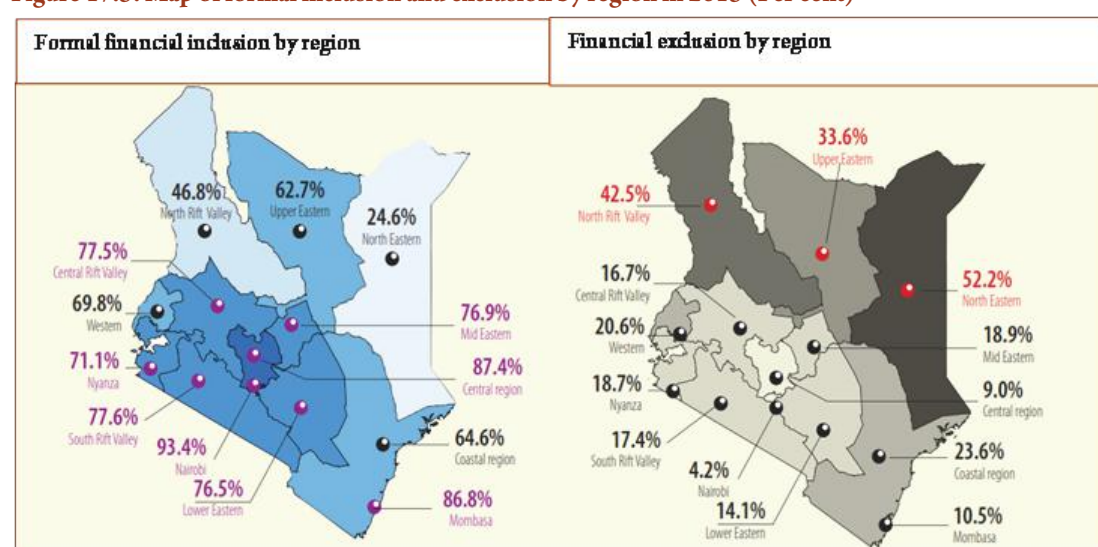 Formal financial inclusion by region
46.8%
North Rift Valley
62.7%
Upper Eastern
24.6%
North Eastern
77.5%
Central Rift Valley
69.8%
Western
76.9%
Mid Eastern
71.1%
Nyanza
87.4%
Central region
77.6%
South Rift Valley
93.4%
Nairobi
64.6%
Coastal region
76.5%
Lower Eastern
86.8%
Mombasa
Financial exclusion by region
33.6%
Upper Eastern
42.5%
North Rift Valley
16.7%
Central Rift Valley
52.2%
North Eastern
20.6%
Western
18.9%
Mid Eastern
18.7%
Nyanza
9.0%
Central region
17.4%
South Rift Valley
4.2%
Nairobi
23.6%
Coastal region
14.1%
Lower Eastern
10.5%
Mombasa